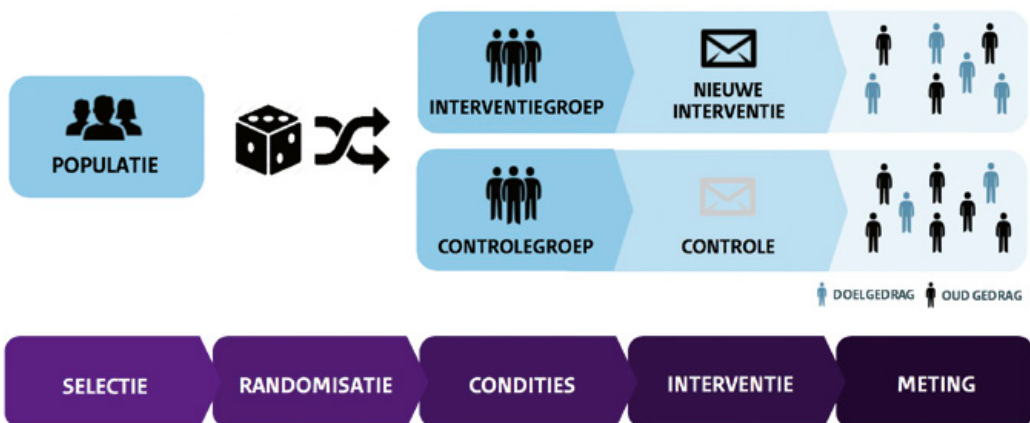 POPULATIE
INTERVENTIEGROEP
NIEUWE
INTERVENTIE
CONTROLEGROEP
CONTROLE
DOELGEDRAG
OUD GEDRAG
SELECTIE
RANDOMISATIE
CONDITIES
INTERVENTIE
METING